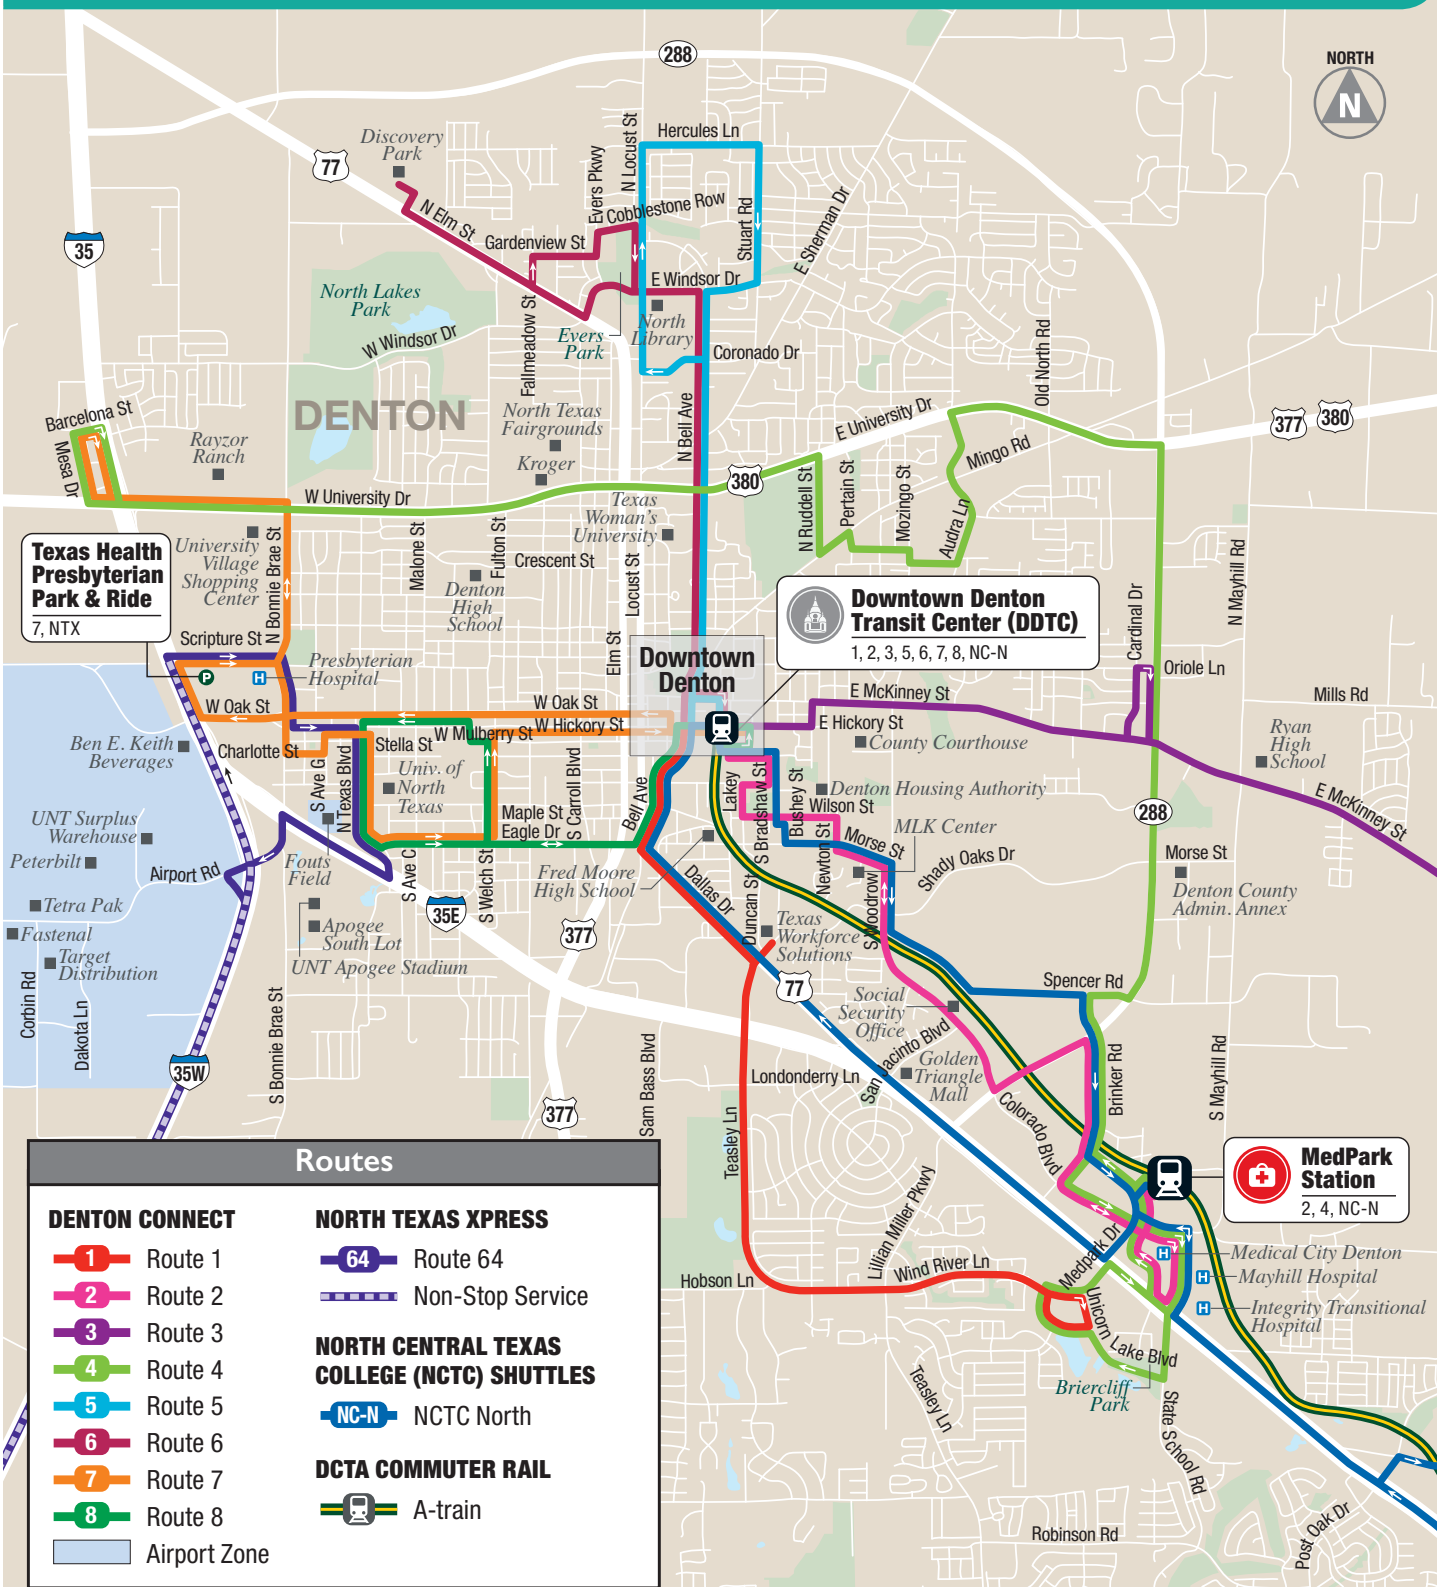 288
NORTH
N
Hercules Ln
Discovery
Park
77
N Locust St
Evers Pkwy
Cobblestone Row
N Elm St
Gardenview St
Stuart Rd
E Sherman Dr
35
E Windsor Dr
North Lakes
Park
North
Library
Evers
Park
W Windsor Dr
Fallmeadow St
Coronado Dr
Old North Rd
Barcelona St
DENTON
North Texas
Fairgrounds
N Bell Ave
E University Dr
377
380
Rayzor
Ranch
Mesa Dr
Kroger
Mingo Rd
380
W University Dr
Texas
Woman's
University
N Ruddell St
Pertain St
Mozingo St
Audra Ln
University
Village
Shopping
Center
N Bonnie Brae St
Malone St
Fulton St
Crescent St
Denton
High
School
Locust St
Elm St
N Mayhill Rd
Cardinal Dr
Texas Health
Presbyterian
Park & Ride
7, NTX
Downtown Denton
Transit Center (DDTC)
1, 2, 3, 5, 6, 7, 8, NC-N
Scripture St
P
H
Presbyterian
Hospital
Downtown
Denton
Oriole Ln
E McKinney St
Mills Rd
W Oak St
W Oak St
W Hickory St
E Hickory St
W Mulberry St
Ben E. Keith
Beverages
Charlotte St
Stella St
County Courthouse
Ryan
High
School
S Ave G
N Texas Blvd
Univ. of
North
Texas
S Carroll Blvd
Bell Ave
Lakey
S Bradshaw St
Bushey St
Denton Housing Authority
Wilson St
E McKinney St
UNT Surplus
Warehouse
Maple St
Eagle Dr
Morse St
MLK Center
288
Peterbilt
Airport Rd
Fouts
Field
S Ave C
S Welch St
Fred Moore
High School
Newton St
Shady Oaks Dr
Morse St
Denton County
Admin. Annex
Tetra Pak
35E
377
Dallas Dr
Duncan St
Texas
Workforce
Solutions
S Woodrow
Fastenal
Apogee
South Lot
Target
Distribution
UNT Apogee Stadium
Corbin Rd
Dakota Ln
S Bonnie Brae St
77
Spencer Rd
Social
Security
Office
San Jacinto Blvd
35W
Sam Bass Blvd
Londonderry Ln
Golden
Triangle
Mall
Brinker Rd
S Mayhill Rd
377
Teasley Ln
Colorado Blvd
MedPark
Station
2, 4, NC-N
Lillian Miller Pkwy
Medpark Dr
H
Medical City Denton
H
Mayhill Hospital
H
Integrity Transitional
Hospital
Hobson Ln
Wind River Ln
Unicorn Lake Blvd
Briercliff
Park
Teasley Ln
State School Rd
Robinson Rd
Post Oak Dr
Routes
DENTON CONNECT
1 Route 1
2 Route 2
3 Route 3
4 Route 4
5 Route 5
6 Route 6
7 Route 7
8 Route 8
Airport Zone
NORTH TEXAS XPRESS
64 Route 64
Non-Stop Service
NORTH CENTRAL TEXAS
COLLEGE (NCTC) SHUTTLES
NC-N NCTC North
DCTA COMMUTER RAIL
A-train